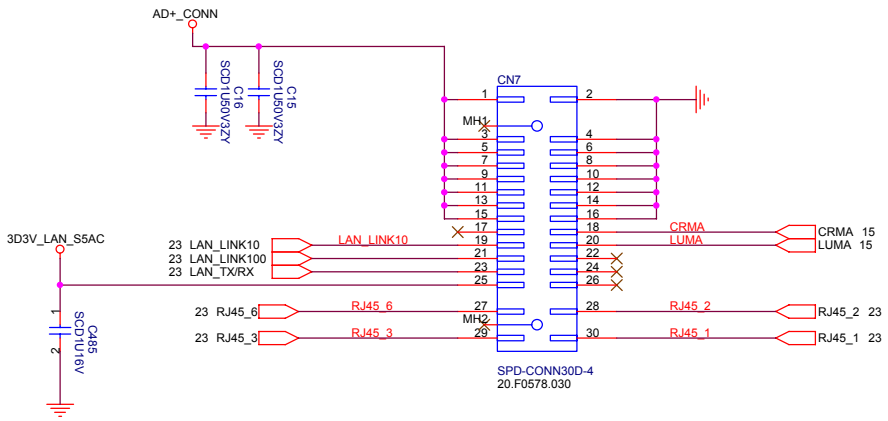 AD+_CONN
C16
SCD1U50V3ZY
C15
SCD1U50V3ZY
CN7
1 2
MH1
3 4
5 6
7 8
9 10
11 12
13 14
15 16
17 18 CRMA CRMA 15
3D3V_LAN_S5AC
23 LAN_LINK10 LAN_LINK10 19 20 LUMA LUMA 15
23 LAN_LINK100 21 22
23 LAN_TX/RX 23 24
25 26
23 RJ45_6 RJ45_6 27 28 RJ45_2 RJ45_2 23
MH2
23 RJ45_3 RJ45_3 29 30 RJ45_1 RJ45_1 23
1
C485
SCD1U16V
2
SPD-CONN30D-4
20.F0578.030